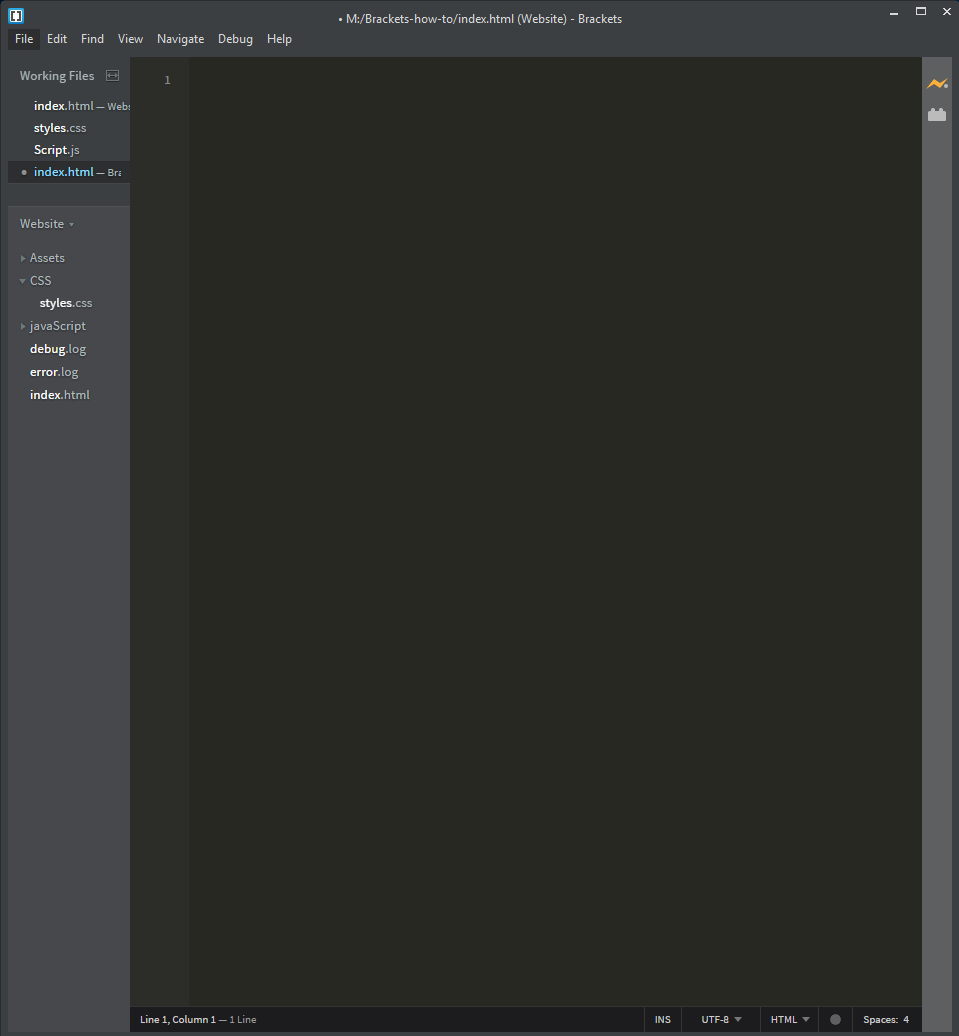 • M:/Brackets-how-to/index.html (Website) - Brackets
File Edit Find View Navigate Debug Help
Working Files
index.html — Webs
styles.css
Script.js
• index.html — Bra
Website
Assets
CSS
styles.css
javaScript
debug.log
error.log
index.html
1
Line 1, Column 1 — 1 Line INS UTF-8 HTML Spaces: 4